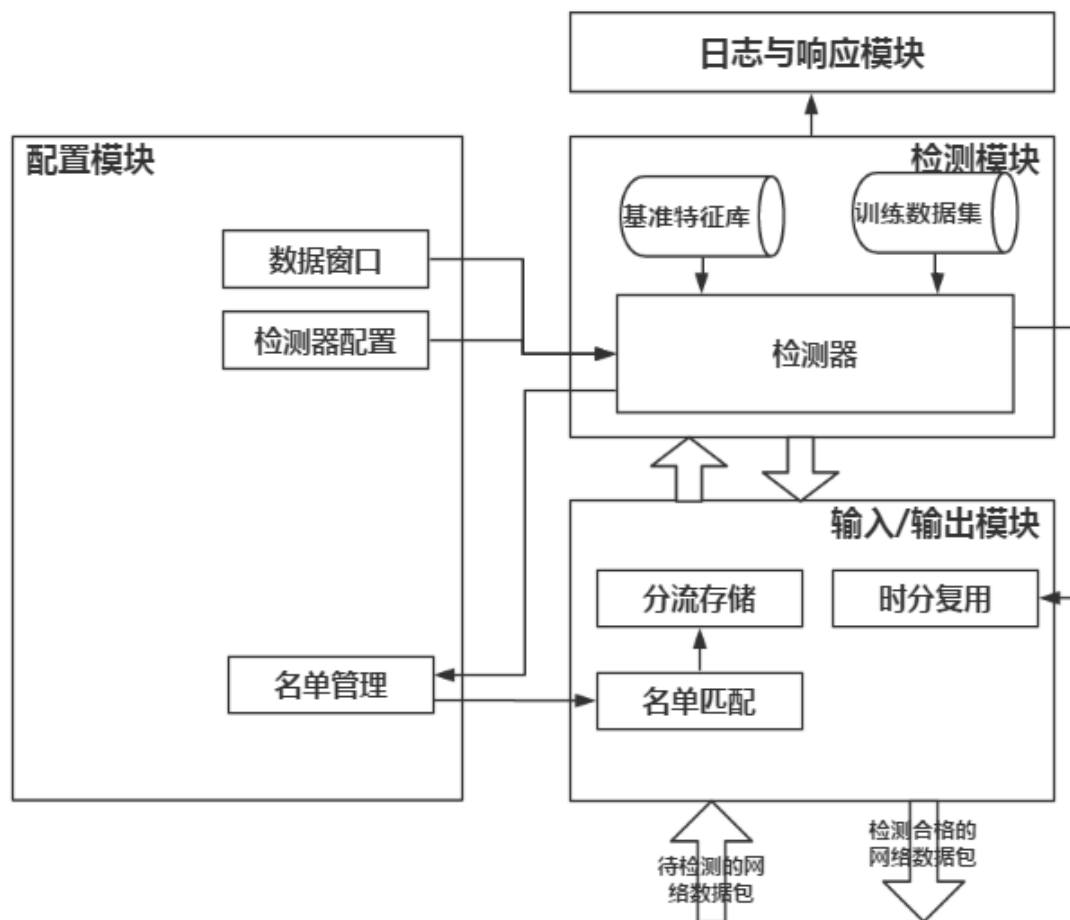 日志与响应模块
配置模块
检测模块
基准特征库
训练数据集
数据窗口
检测器配置
检测器
输入/输出模块
分流存储
时分复用
名单管理
名单匹配
待检测的网
络数据包
检测合格的
网络数据包